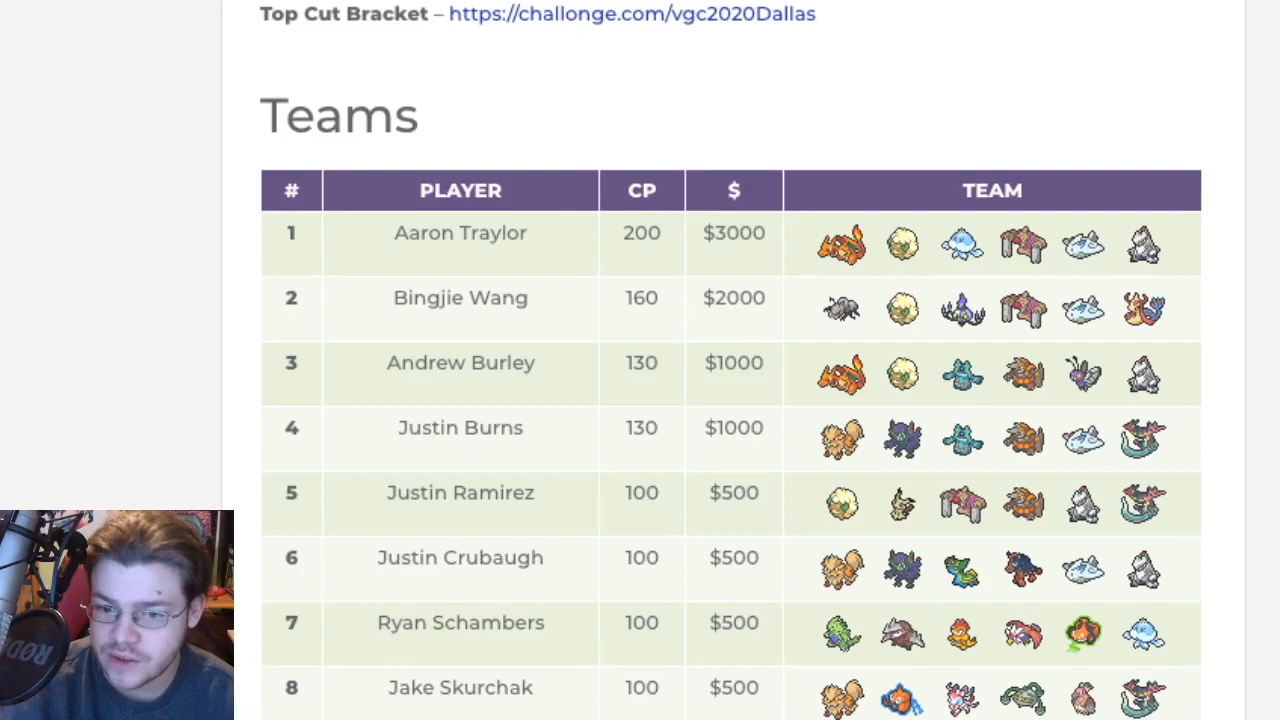 Top Cut Bracket – https://challonge.com/vgc2020Dallas
Teams
# PLAYER CP $ TEAM
1 Aaron Traylor 200 $3000
2 Bingjie Wang 160 $2000
3 Andrew Burley 130 $1000
4 Justin Burns 130 $1000
5 Justin Ramirez 100 $500
6 Justin Crubaugh 100 $500
7 Ryan Schambers 100 $500
8 Jake Skurchak 100 $500
RODE